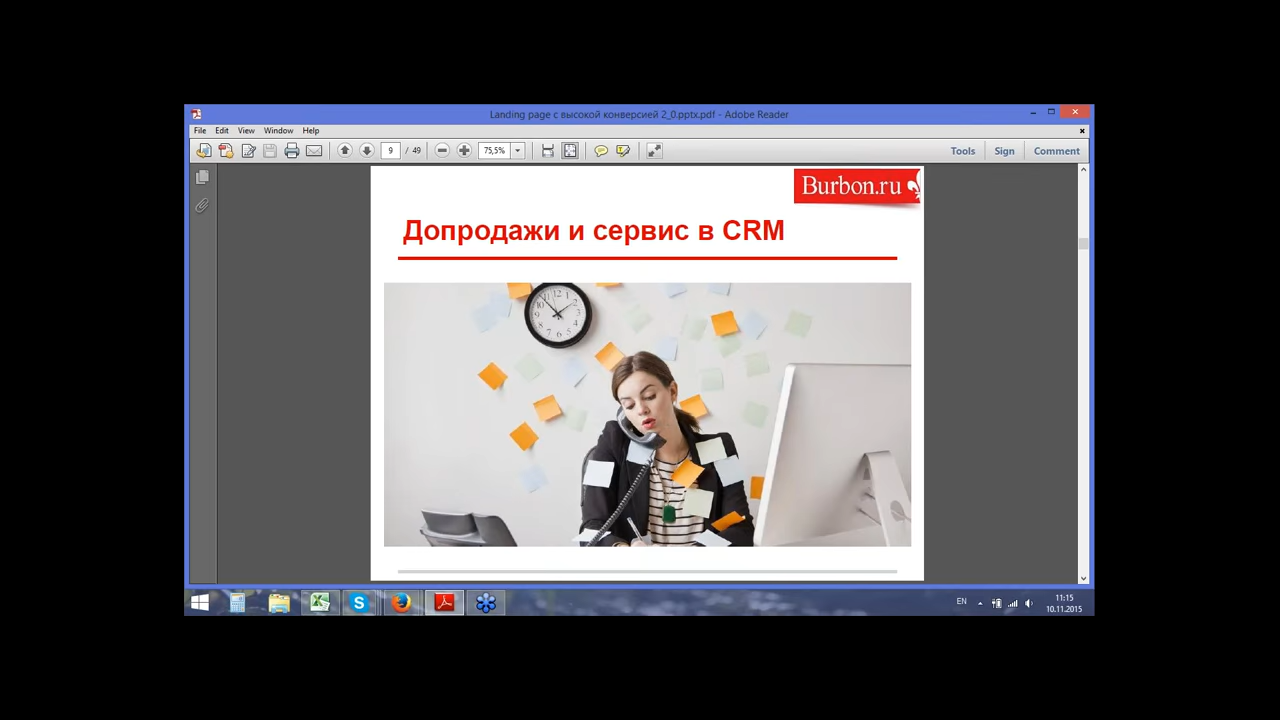 Landing page с высокой конверсией 2_0.pptx.pdf - Adobe Reader
File Edit View Window Help
9 / 49 75,5% Tools Sign Comment
Burbon.ru
Допродажи и сервис в CRM
EN 11:15
10.11.2015